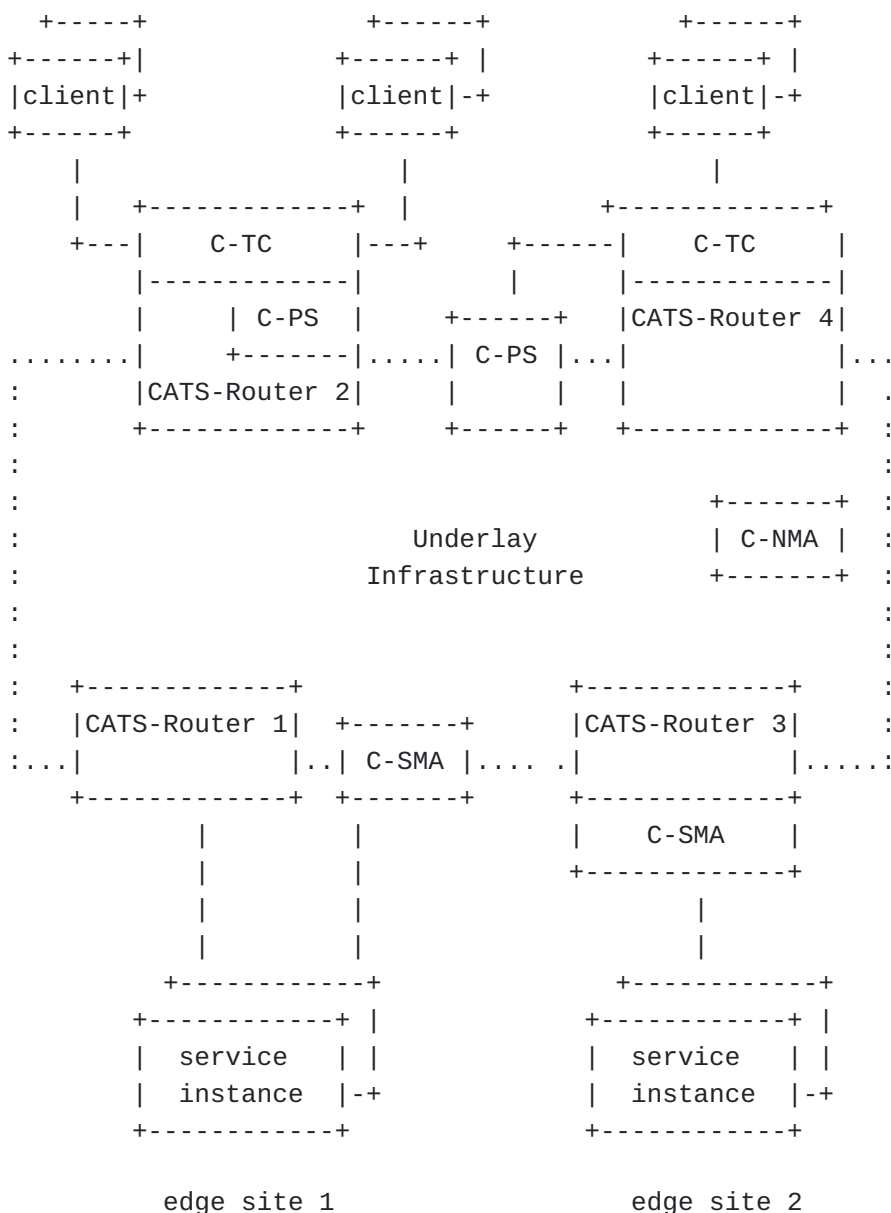 client client client
C-TC C-TC
C-PS CATS-Router 4
C-PS
CATS-Router 2
C-NMA
Underlay
Infrastructure
CATS-Router 1 CATS-Router 3
C-SMA
C-SMA
service service
instance instance
edge site 1 edge site 2